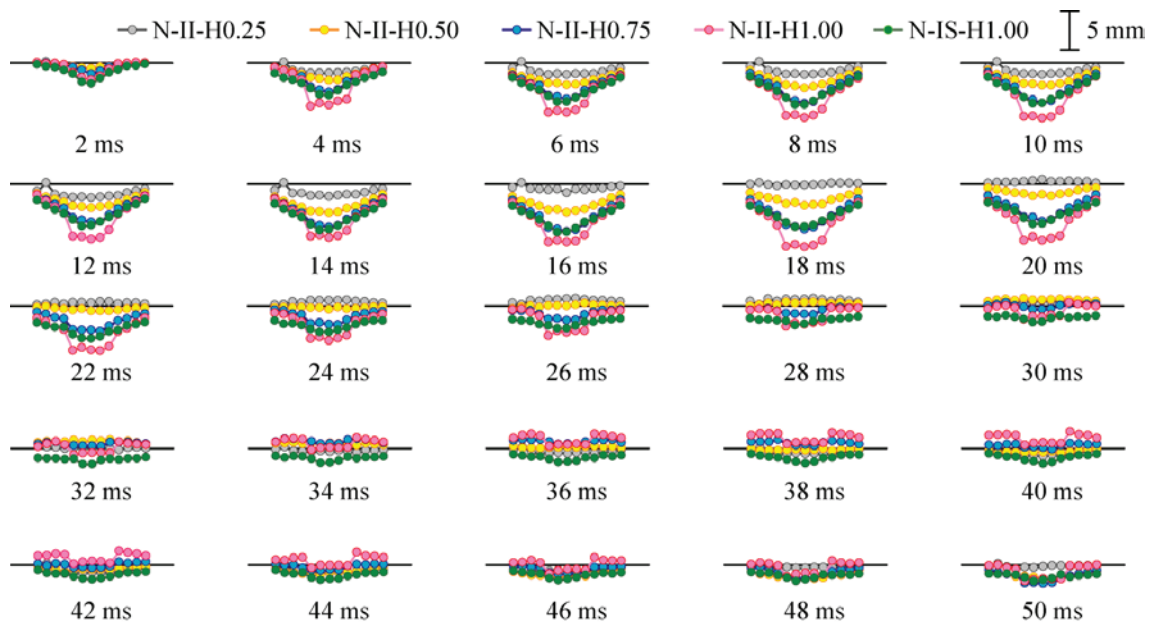 N-II-H0.25 N-II-H0.50 N-II-H0.75 N-II-H1.00 N-IS-H1.00 5 mm
2 ms 4 ms 6 ms 8 ms 10 ms
12 ms 14 ms 16 ms 18 ms 20 ms
22 ms 24 ms 26 ms 28 ms 30 ms
32 ms 34 ms 36 ms 38 ms 40 ms
42 ms 44 ms 46 ms 48 ms 50 ms